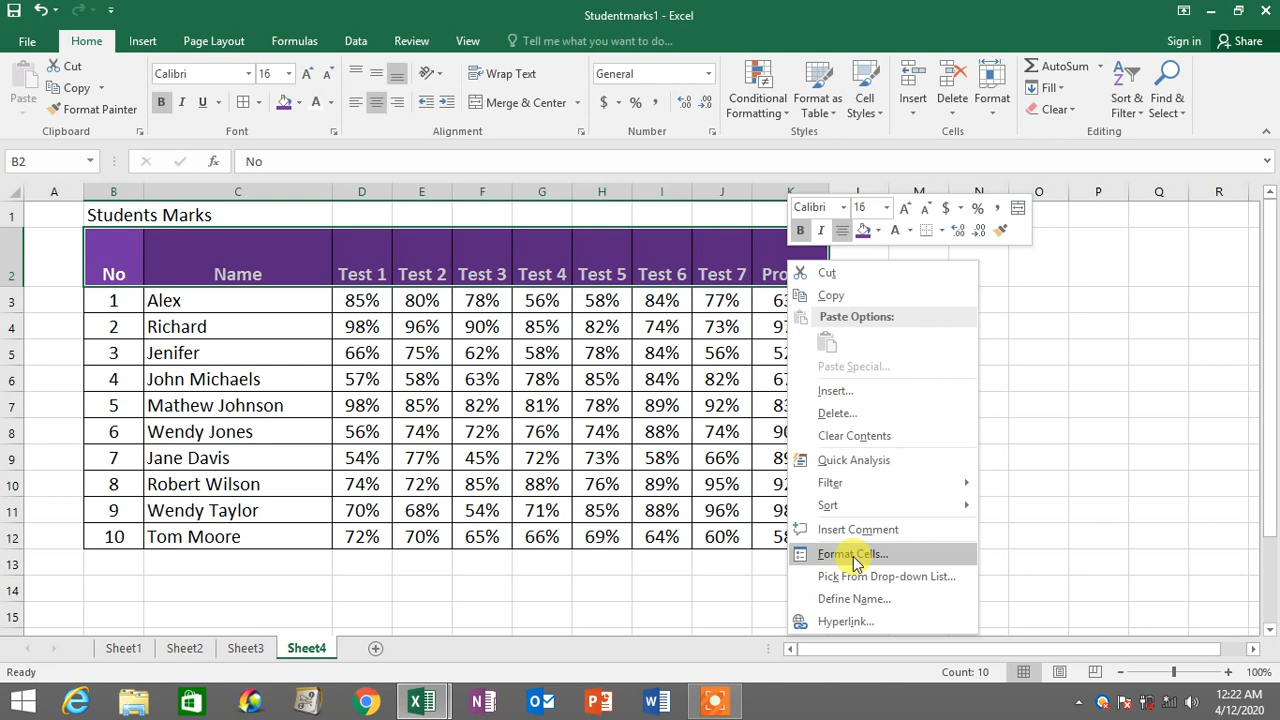 Studentmarks1 - Excel
File Home Insert Page Layout Formulas Data Review View Tell me what you want to do... Sign in Share
Paste
Cut
Copy
Format Painter
Clipboard
Calibri 16
B I U
Font
Wrap Text
Merge & Center
Alignment
General
$ % ,
Number
Conditional Formatting
Format as Table
Cell Styles
Styles
Insert Delete Format
Cells
AutoSum
Fill
Clear
Sort & Filter
Find & Select
Editing
B2 fx No
A B C D E F G H I J K L M N O P Q R
1 Students Marks
2 No Name Test 1 Test 2 Test 3 Test 4 Test 5 Test 6 Test 7 Pro
3 1 Alex 85% 80% 78% 56% 58% 84% 77%
4 2 Richard 98% 96% 90% 85% 82% 74% 73%
5 3 Jenifer 66% 75% 62% 58% 78% 84% 56%
6 4 John Michaels 57% 58% 63% 78% 85% 84% 82%
7 5 Mathew Johnson 98% 85% 82% 81% 78% 89% 92%
8 6 Wendy Jones 56% 74% 72% 76% 74% 88% 74%
9 7 Jane Davis 54% 77% 45% 72% 73% 58% 66%
10 8 Robert Wilson 74% 72% 85% 88% 76% 89% 95%
11 9 Wendy Taylor 70% 68% 54% 71% 85% 88% 96%
12 10 Tom Moore 72% 70% 55% 66% 69% 64% 60%
13
14
15
Calibri 16 A A $ % ,
B I A
Cut
Copy
Paste Options:
Paste Special...
Insert...
Delete...
Clear Contents
Quick Analysis
Filter
Sort
Insert Comment
Format Cells...
Pick From Drop-down List...
Define Name...
Hyperlink...
Sheet1 Sheet2 Sheet3 Sheet4
Ready Count: 10 100%
12:22 AM
4/12/2020